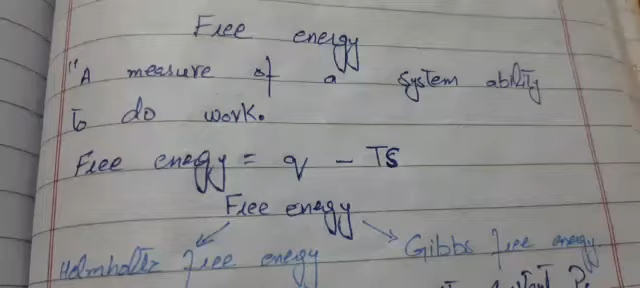 Free energy
"A measure of a system ability
to do work.
Free energy = q - TS
Free energy
Helmholtz free energy Gibbs free energy